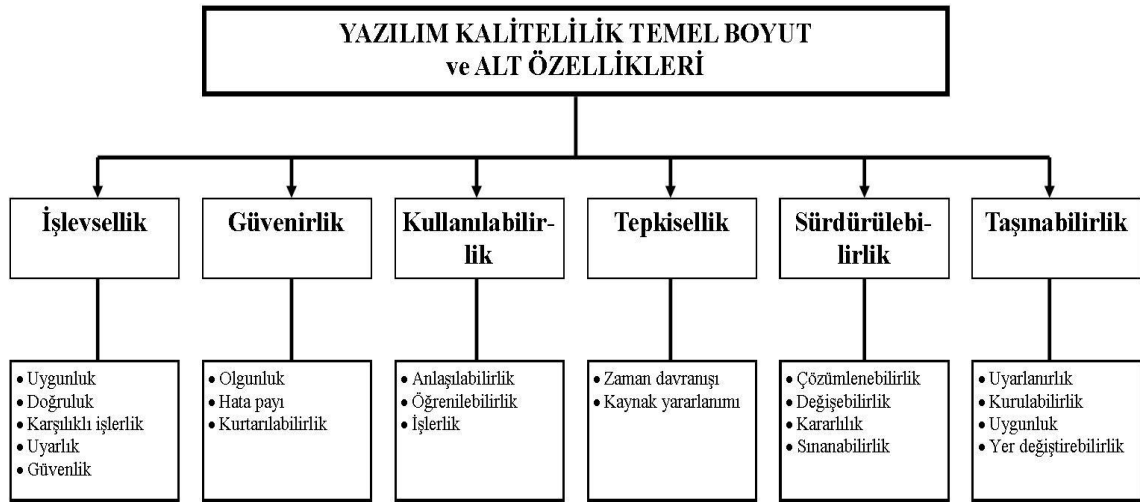 YAZILIM KALİTELİLİK TEMEL BOYUT
ve ALT ÖZELLİKLERİ
İşlevsellik
Güvenirlik
Kullanılabilir-
lik
Tepkisellik
Sürdürülebi-
lirlik
Taşınabilirlik
• Uygunluk
• Doğruluk
• Karşılıklı işlerlik
• Uyarlık
• Güvenlik
• Olgunluk
• Hata payı
• Kurtarılabilirlik
• Anlaşılabilirlik
• Öğrenilebilirlik
• İşlerlik
• Zaman davranışı
• Kaynak yararlanımı
• Çözümlenebilirlik
• Değişebilirlik
• Kararlılık
• Sınanabilirlik
• Uyarlanırlık
• Kurulabilirlik
• Uygunluk
• Yer değiştirebilirlik